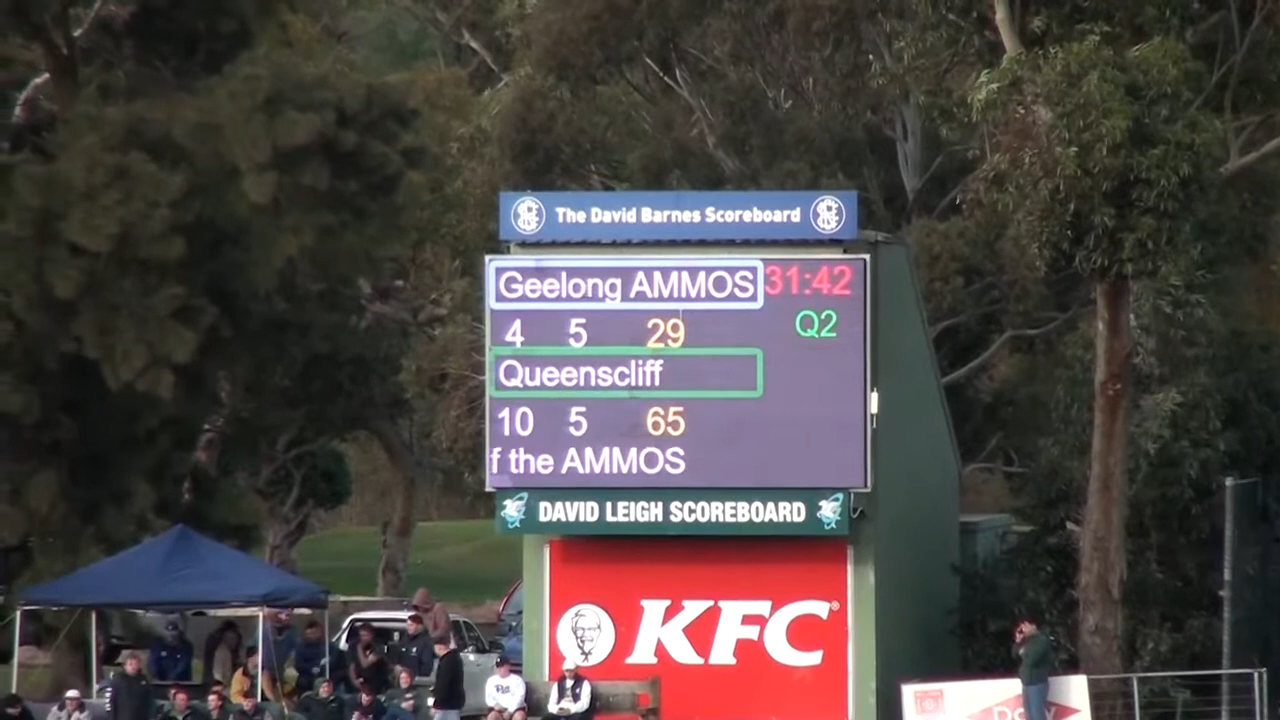 The David Barnes Scoreboard
Geelong AMMOS 31:42
4 5 29 Q2
Queenscliff
10 5 65
f the AMMOS
DAVID LEIGH SCOREBOARD
KFC®